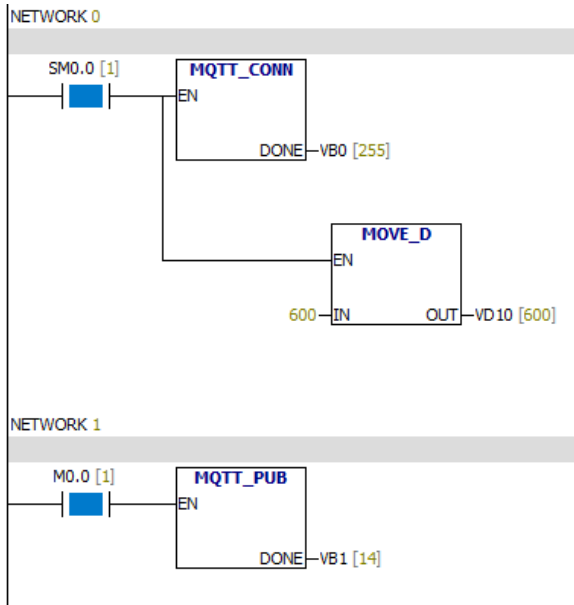 NETWORK 0
SM0.0 [1]
MQTT_CONN
EN
DONE VB0 [255]
MOVE_D
EN
600 IN OUT VD10 [600]
NETWORK 1
M0.0 [1]
MQTT_PUB
EN
DONE VB1 [14]